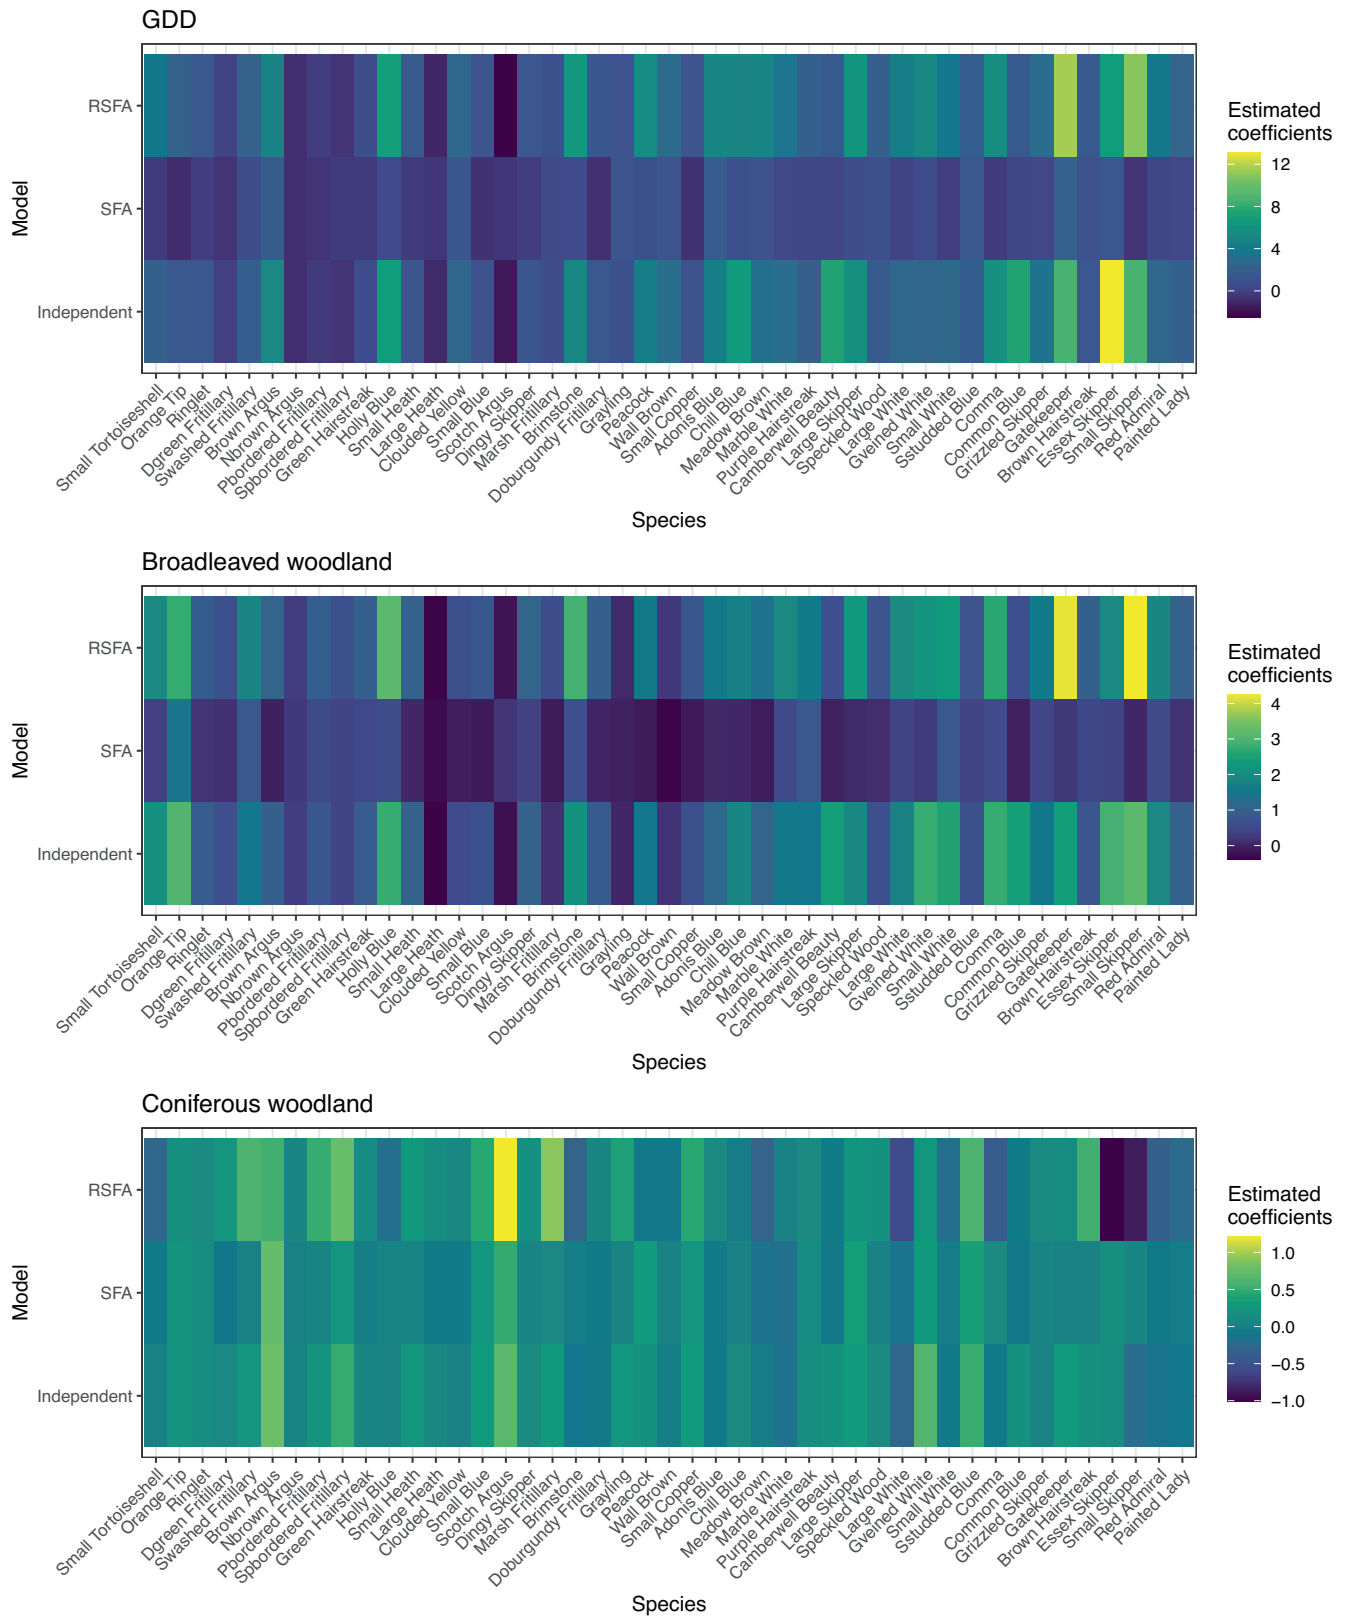 GDD
Model
RSFA
SFA
Independent
Small Tortoiseshell
Orange Tip
Ringlet
Dgreen Fritillary
Swashed Fritillary
Brown Argus
Nbrown Argus
Pbordered Fritillary
Spbordered Fritillary
Green Hairstreak
Holly Blue
Small Heath
Large Heath
Clouded Yellow
Small Blue
Scotch Argus
Dingy Skipper
Marsh Fritillary
Brimstone
Doburgundy Fritillary
Grayling
Peacock
Wall Brown
Small Copper
Adonis Blue
Chill Blue
Meadow Brown
Marble White
Purple Hairstreak
Camberwell Beauty
Large Skipper
Speckled Wood
Large White
Gveined White
Small White
Sstudded Blue
Comma
Common Blue
Grizzled Skipper
Gatekeeper
Brown Hairstreak
Essex Skipper
Small Skipper
Red Admiral
Painted Lady
Species
Estimated
coefficients
12
8
4
0
Broadleaved woodland
Model
RSFA
SFA
Independent
Small Tortoiseshell
Orange Tip
Ringlet
Dgreen Fritillary
Swashed Fritillary
Brown Argus
Nbrown Argus
Pbordered Fritillary
Spbordered Fritillary
Green Hairstreak
Holly Blue
Small Heath
Large Heath
Clouded Yellow
Small Blue
Scotch Argus
Dingy Skipper
Marsh Fritillary
Brimstone
Doburgundy Fritillary
Grayling
Peacock
Wall Brown
Small Copper
Adonis Blue
Chill Blue
Meadow Brown
Marble White
Purple Hairstreak
Camberwell Beauty
Large Skipper
Speckled Wood
Large White
Gveined White
Small White
Sstudded Blue
Comma
Common Blue
Grizzled Skipper
Gatekeeper
Brown Hairstreak
Essex Skipper
Small Skipper
Red Admiral
Painted Lady
Species
Estimated
coefficients
4
3
2
1
0
Coniferous woodland
Model
RSFA
SFA
Independent
Small Tortoiseshell
Orange Tip
Ringlet
Dgreen Fritillary
Swashed Fritillary
Brown Argus
Nbrown Argus
Pbordered Fritillary
Spbordered Fritillary
Green Hairstreak
Holly Blue
Small Heath
Large Heath
Clouded Yellow
Small Blue
Scotch Argus
Dingy Skipper
Marsh Fritillary
Brimstone
Doburgundy Fritillary
Grayling
Peacock
Wall Brown
Small Copper
Adonis Blue
Chill Blue
Meadow Brown
Marble White
Purple Hairstreak
Camberwell Beauty
Large Skipper
Speckled Wood
Large White
Gveined White
Small White
Sstudded Blue
Comma
Common Blue
Grizzled Skipper
Gatekeeper
Brown Hairstreak
Essex Skipper
Small Skipper
Red Admiral
Painted Lady
Species
Estimated
coefficients
1.0
0.5
0.0
−0.5
−1.0